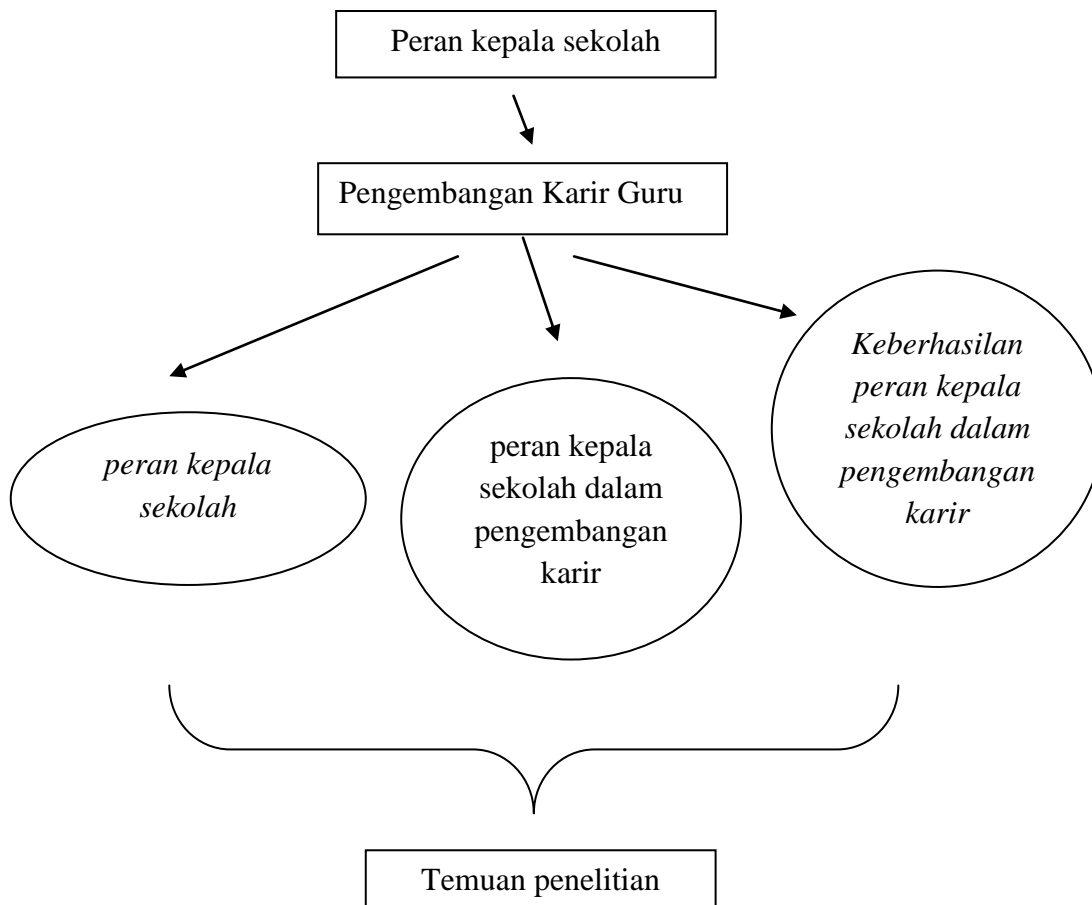 Peran kepala sekolah
Pengembangan Karir Guru
peran kepala
sekolah
peran kepala
sekolah dalam
pengembangan
karir
Keberhasilan
peran kepala
sekolah dalam
pengembangan
karir
Temuan penelitian